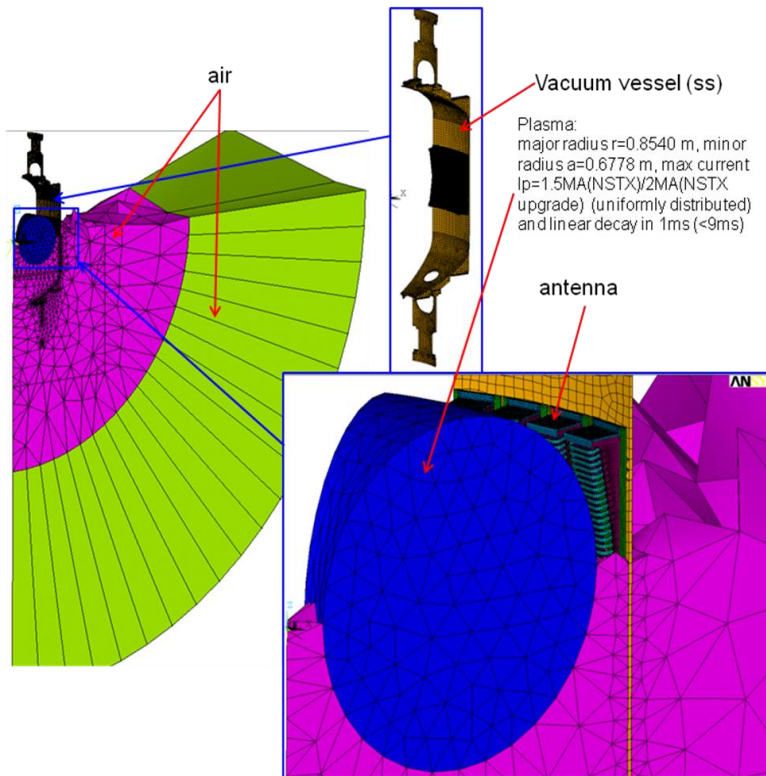 air
Vacuum vessel (ss)
Plasma:
major radius r=0.8540 m, minor
radius a=0.6778 m, max current
Ip=1.5MA(NSTX)/2MA(NSTX
upgrade) (uniformly distributed)
and linear decay in 1ms (<9ms)
X
antenna
AN